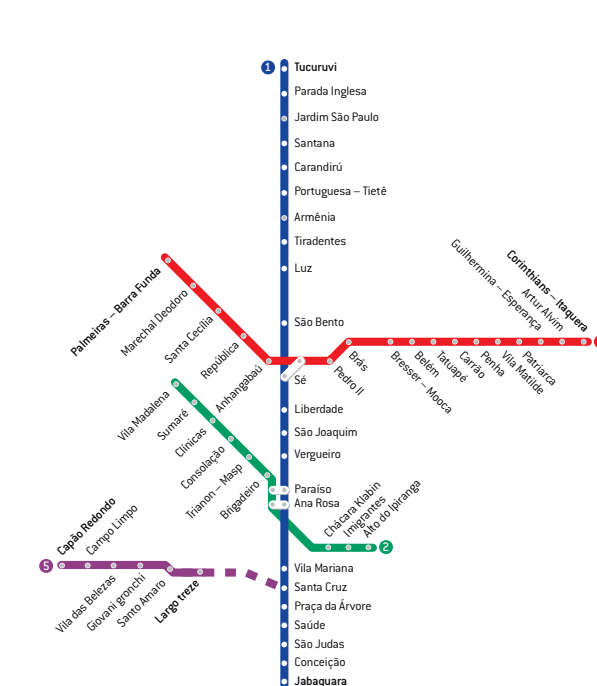 1
Tucuruvi
Parada Inglesa
Jardim São Paulo
Santana
Carandirú
Portuguesa – Tietê
Armênia
Tiradentes
Luz
São Bento
Sé
Liberdade
São Joaquim
Vergueiro
Paraíso
Ana Rosa
Vila Mariana
Santa Cruz
Praça da Árvore
Saúde
São Judas
Conceição
Jabaquara
Palmeiras – Barra Funda
Marechal Deodoro
Santa Cecília
República
Anhangabaú
Pedro II
Brás
Bresser – Mooca
Belém
Tatuapé
Carrão
Penha
Vila Matilde
Guilhermina – Esperança
Patriarca
Artur Alvim
Corinthians – Itaquera
Vila Madalena
Sumaré
Clínicas
Consolação
Trianon – Masp
Brigadeiro
Chácara Klabin
Imigrantes
Alto do Ipiranga
2
5
Capão Redondo
Campo Limpo
Vila das Belezas
Giovani gronchi
Santo Amaro
Largo treze